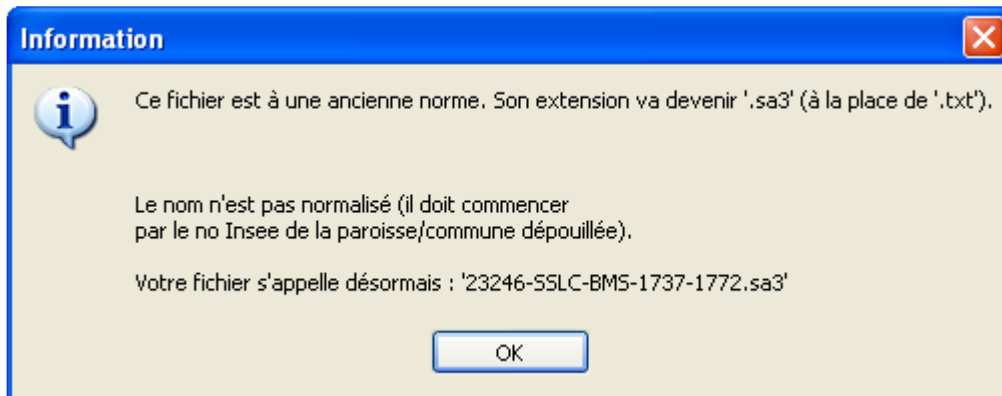 Information
Ce fichier est à une ancienne norme. Son extension va devenir '.sa3' (à la place de '.txt').
Le nom n'est pas normalisé (il doit commencer
par le no Insee de la paroisse/commune dépouillée).
Votre fichier s'appelle désormais : '23246-SSLC-BMS-1737-1772.sa3'
OK